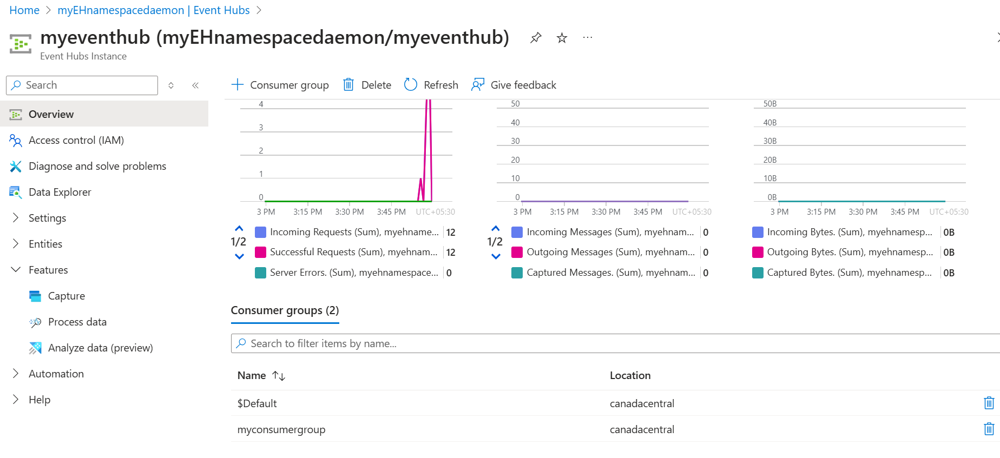 Home > myEHnamespacedaemon | Event Hubs >
myeventhub (myEHnamespacedaemon/myeventhub)
Event Hubs Instance
Search
Overview
Access control (IAM)
Diagnose and solve problems
Data Explorer
Settings
Entities
Features
Capture
Process data
Analyze data (preview)
Automation
Help
Consumer group Delete Refresh Give feedback
4
3
2
1
0
3 PM 3:15 PM 3:30 PM 3:45 PM UTC+05:30
1/2
Incoming Requests (Sum), myehname... 12
Successful Requests (Sum), myehnam... 12
Server Errors. (Sum), myehnamespace... 0
50
40
30
20
10
0
3 PM 3:15 PM 3:30 PM 3:45 PM UTC+05:30
1/2
Incoming Messages (Sum), myehnam... 0
Outgoing Messages (Sum), myehnam... 0
Captured Messages. (Sum), myehnam... 0
50B
40B
30B
20B
10B
0B
3 PM 3:15 PM 3:30 PM 3:45 PM UTC+05:30
Incoming Bytes. (Sum), myehnamesp... 0B
Outgoing Bytes. (Sum), myehnamesp... 0B
Captured Bytes. (Sum), myehnamesp... 0B
Consumer groups (2)
Search to filter items by name...
Name Location
$Default canadacentral
myconsumergroup canadacentral